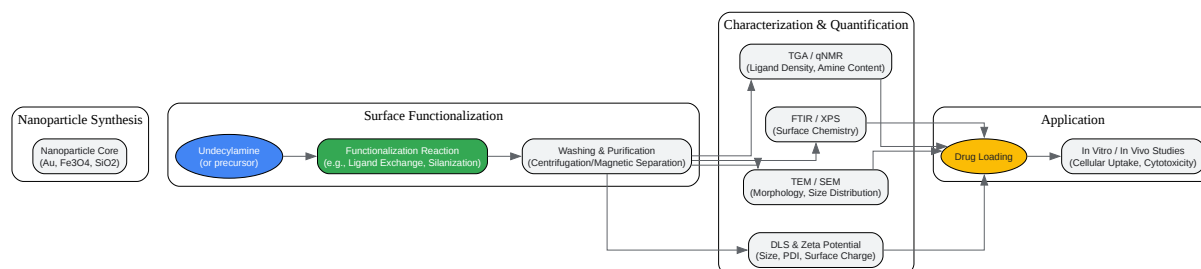 Nanoparticle Synthesis
Nanoparticle Core
(Au, Fe3O4, SiO2)
Surface Functionalization
Undecylamine
(or precursor)
Functionalization Reaction
(e.g., Ligand Exchange, Silanization)
Washing & Purification
(Centrifugation/Magnetic Separation)
Characterization & Quantification
TGA / qNMR
(Ligand Density, Amine Content)
FTIR / XPS
(Surface Chemistry)
TEM / SEM
(Morphology, Size Distribution)
DLS & Zeta Potential
(Size, PDI, Surface Charge)
Application
Drug Loading
In Vitro / In Vivo Studies
(Cellular Uptake, Cytotoxicity)